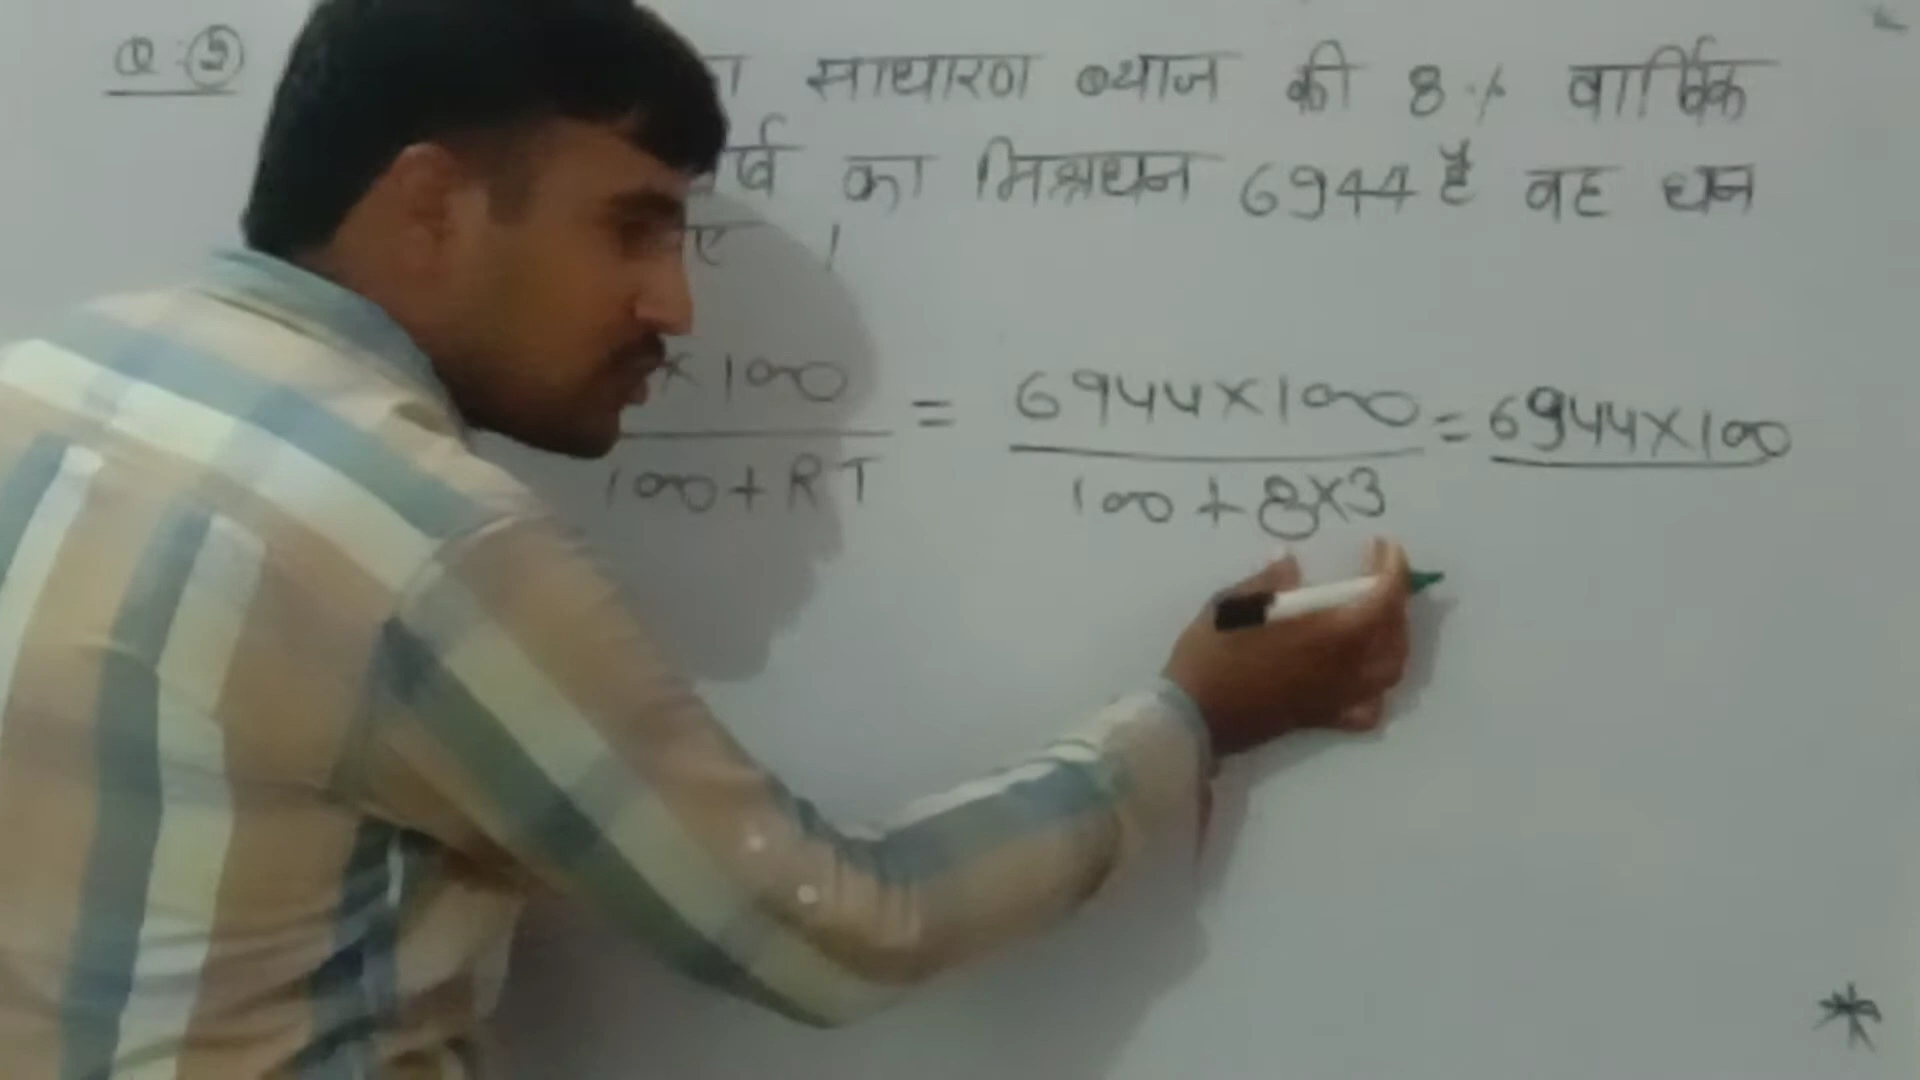 Q.⑤ साधारण ब्याज की 8% वार्षिक
का मिश्रधन 6944 है वह धन
।
× 100 = 6944×100 = 6944×100
100+RT 100+8×3